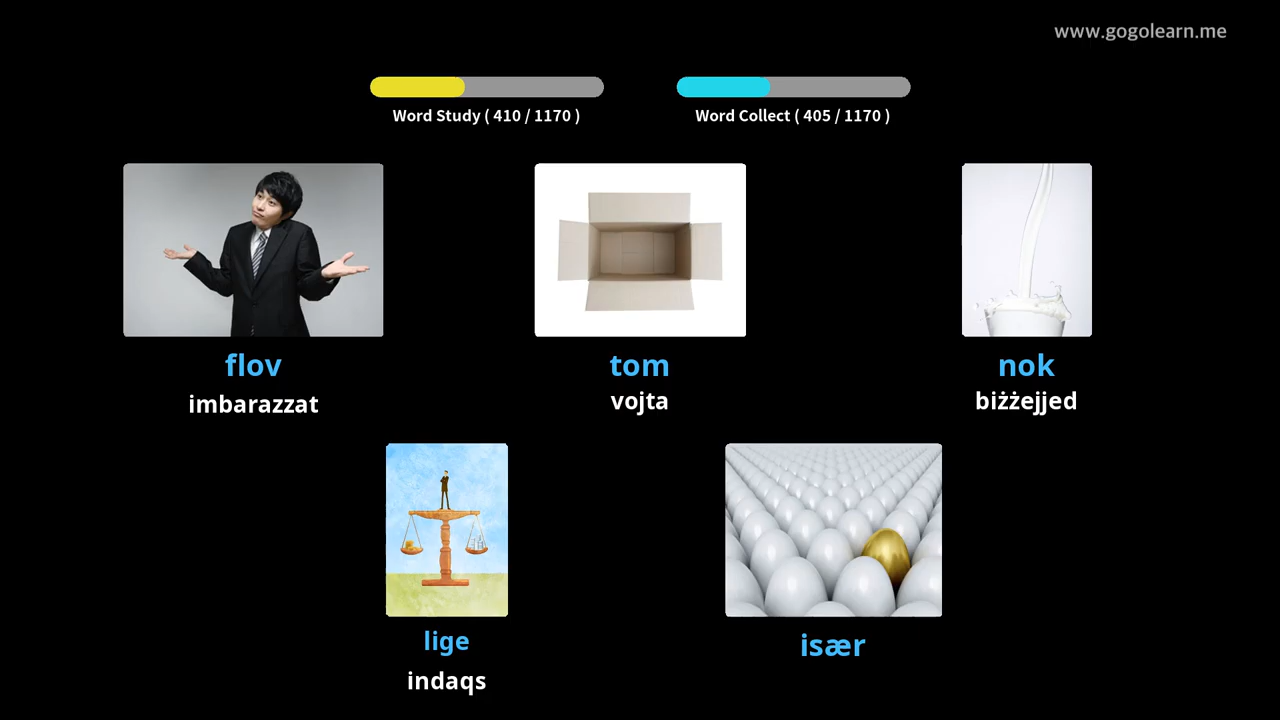 www.gogolearn.me
Word Study ( 410 / 1170 )
Word Collect ( 405 / 1170 )
flov
imbarazzat
tom
vojta
nok
biżżejjed
lige
indaqs
især